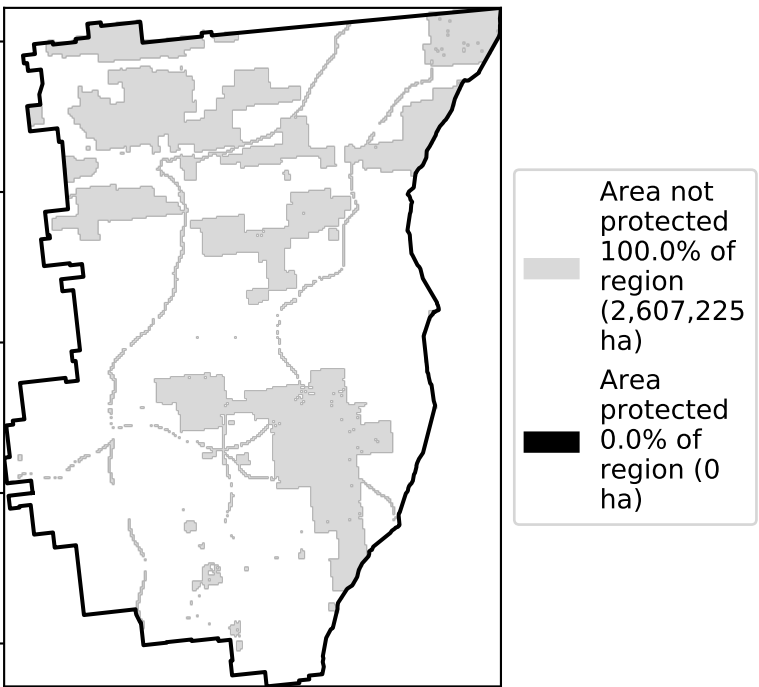 Area not
protected
100.0% of
region
(2,607,225
ha)
Area
protected
0.0% of
region (0
ha)